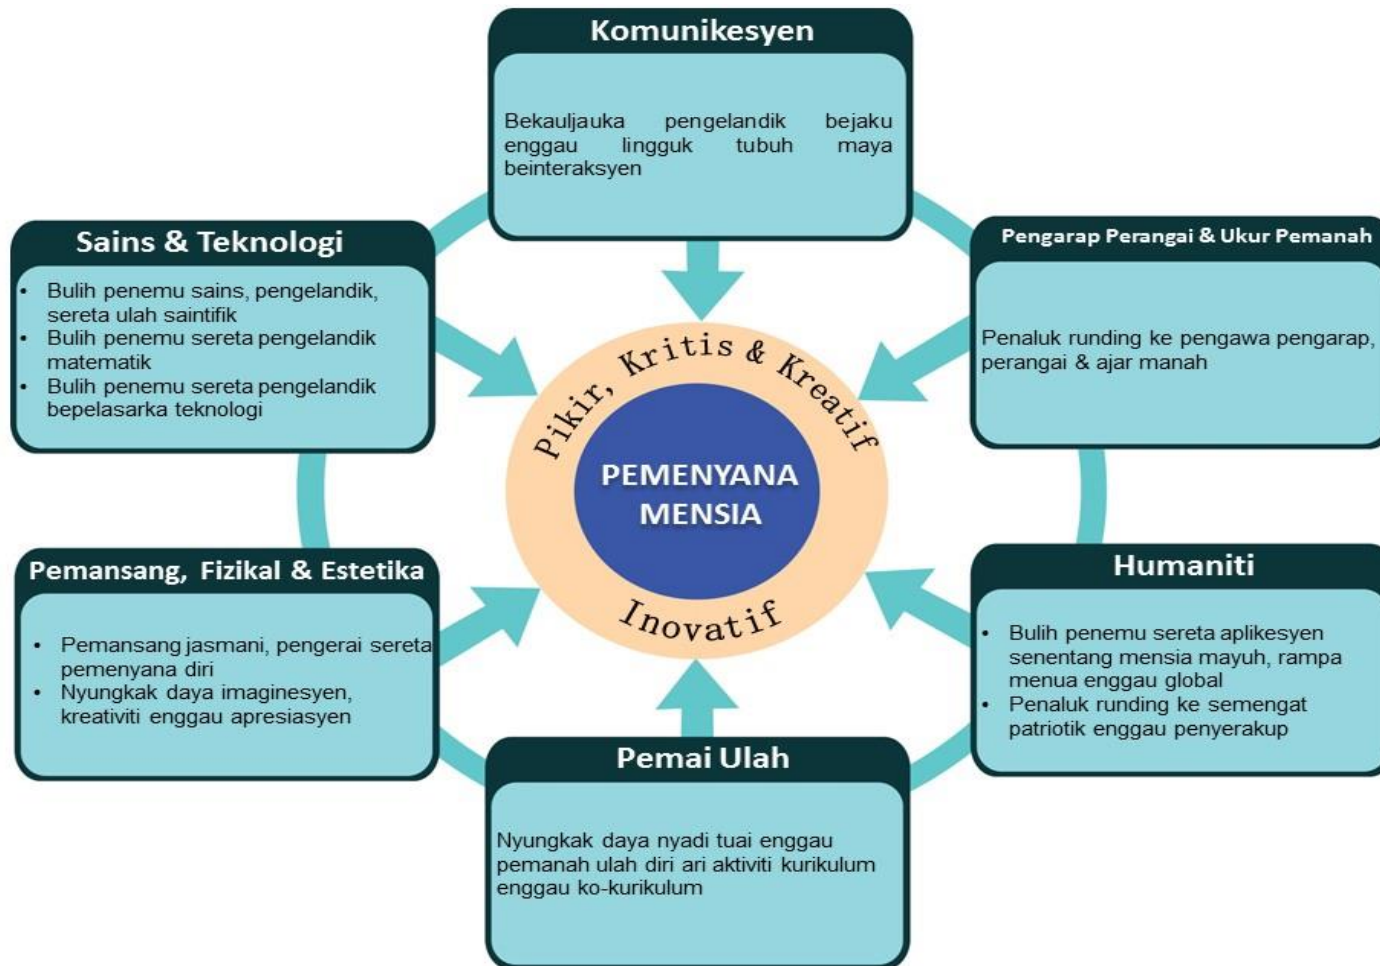 Komunikesyen
Bekauljauka pengelandik bejaku
enggau lingguk tubuh maya
beinteraksyen
Sains & Teknologi
• Bulih penemu sains, pengelandik,
sereta ulah saintifik
• Bulih penemu sereta pengelandik
matematik
• Bulih penemu sereta pengelandik
bepelasarka teknologi
Pengarap Perangai & Ukur Pemanah
Penaluk runding ke pengawa pengarap,
perangai & ajar manah
Pikir, Kritis & Kreatif
PEMENYANA
MENSIA
Inovatif
Pemansang, Fizikal & Estetika
• Pemansang jasmani, pengerai sereta
pemenyana diri
• Nyungkak daya imaginesyen,
kreativiti enggau apresiasyen
Humaniti
• Bulih penemu sereta aplikesyen
senentang mensia mayuh, rampa
menua enggau global
• Penaluk runding ke semengat
patriotik enggau penyerakup
Pemai Ulah
Nyungkak daya nyadi tuai enggau
pemanah ulah diri ari aktiviti kurikulum
enggau ko-kurikulum